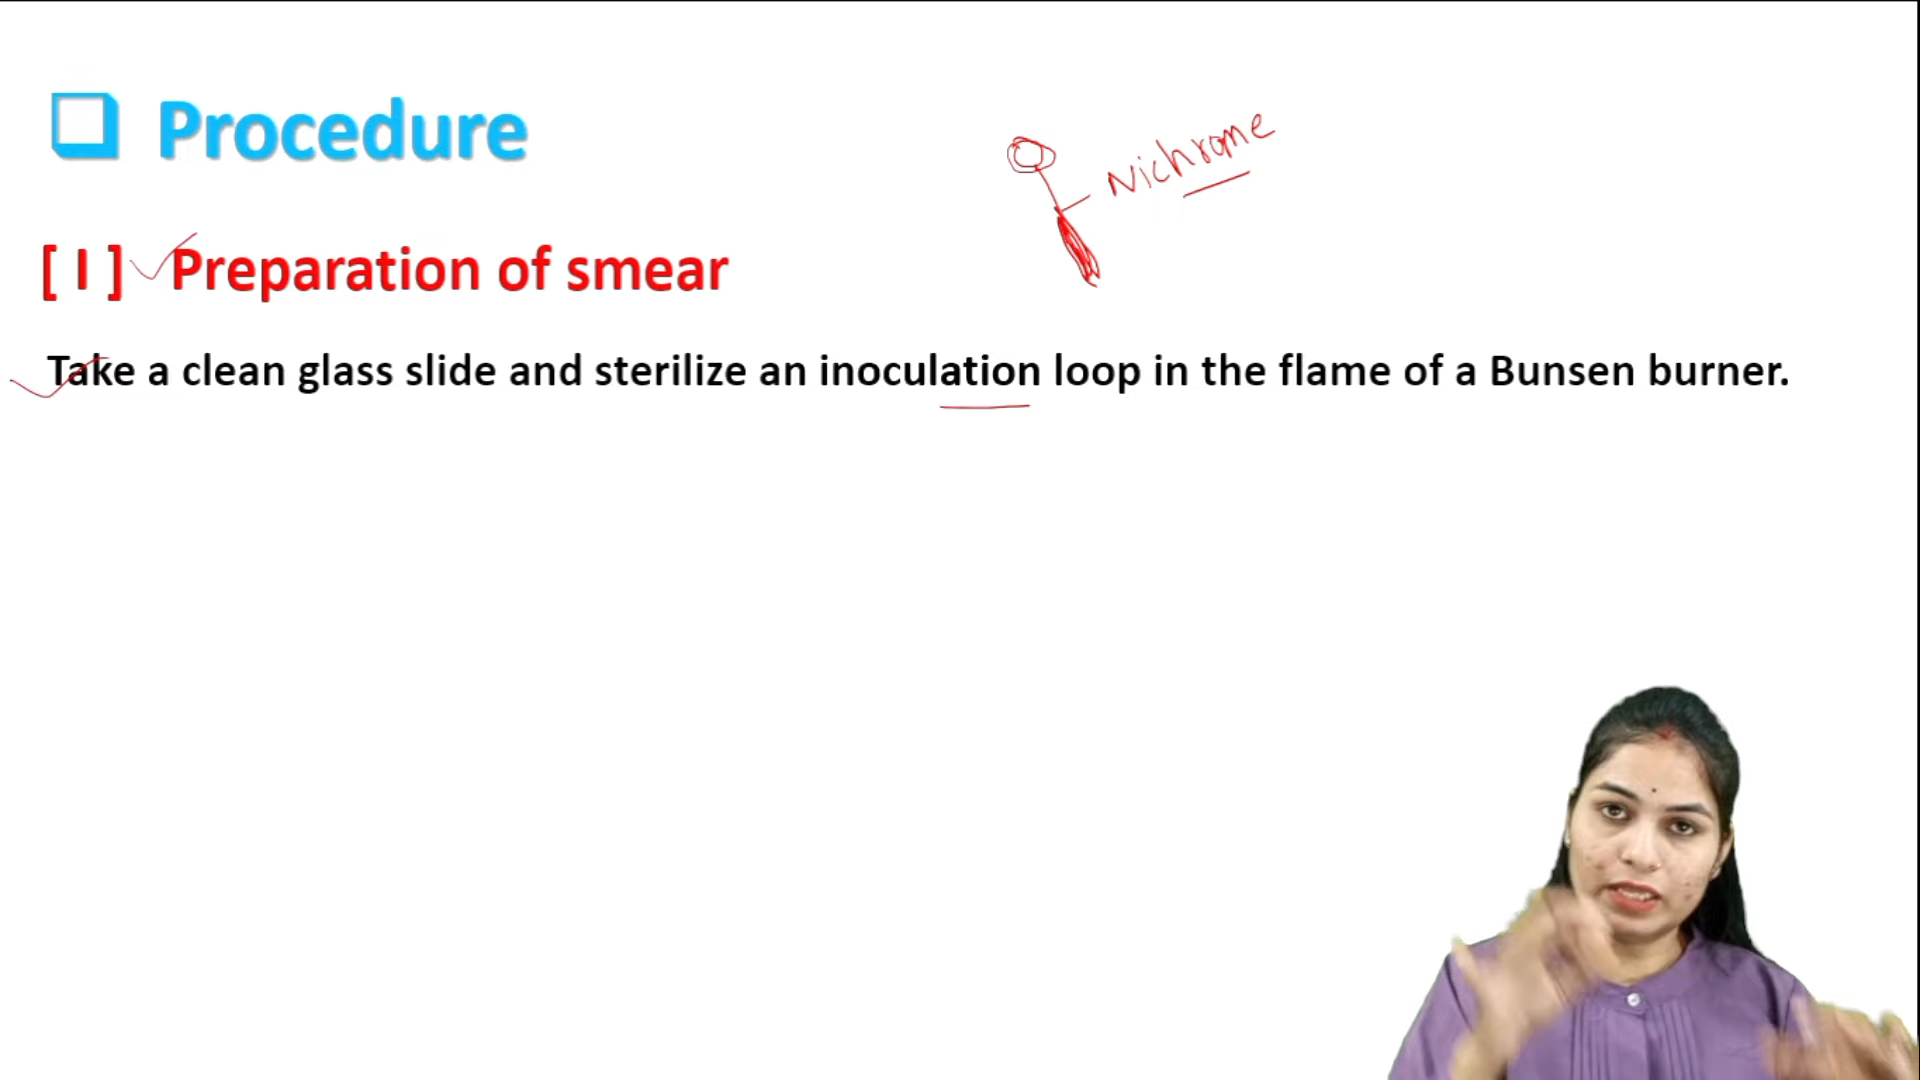 Procedure
Nichrome
[ I ] Preparation of smear
Take a clean glass slide and sterilize an inoculation loop in the flame of a Bunsen burner.